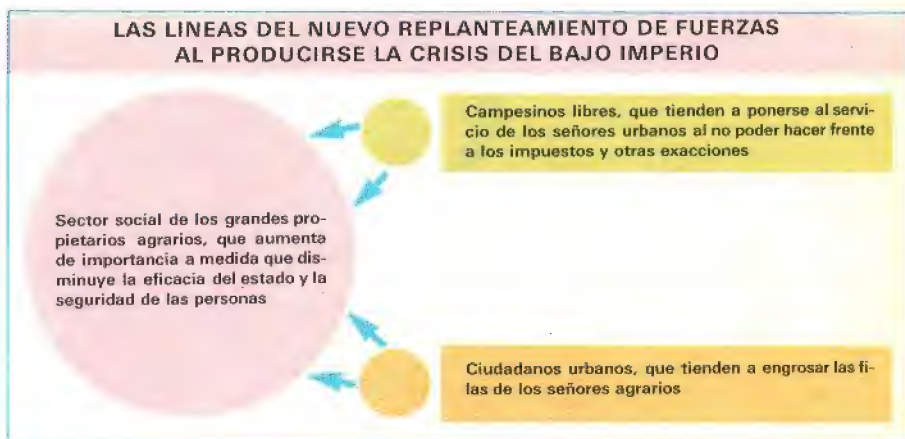 LAS LINEAS DEL NUEVO REPLANTEAMIENTO DE FUERZAS
AL PRODUCIRSE LA CRISIS DEL BAJO IMPERIO
Campesinos libres, que tienden a ponerse al servi-
cio de los señores urbanos al no poder hacer frente
a los impuestos y otras exacciones
Sector social de los grandes pro-
pietarios agrarios, que aumenta
de importancia a medida que dis-
minuye la eficacia del estado y la
seguridad de las personas
Ciudadanos urbanos, que tienden a engrosar las fi-
las de los señores agrarios